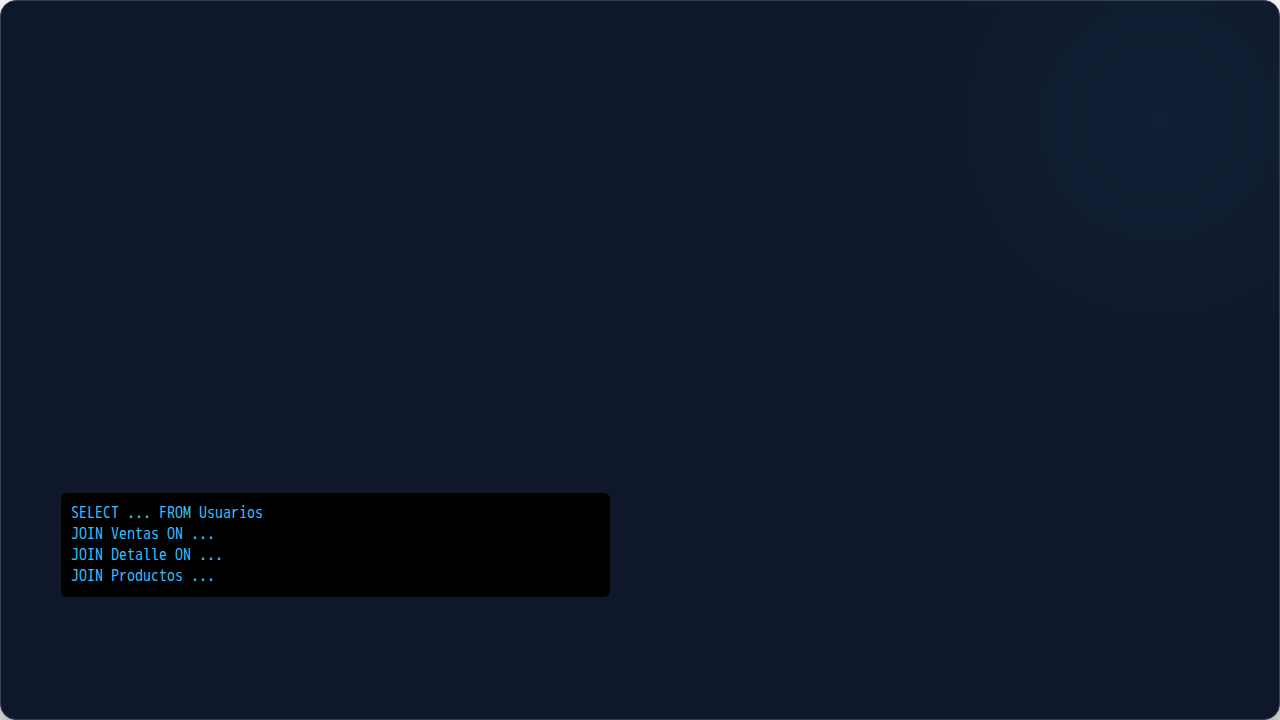 SELECT ... FROM Usuarios
JOIN Ventas ON ...
JOIN Detalle ON ...
JOIN Productos ...